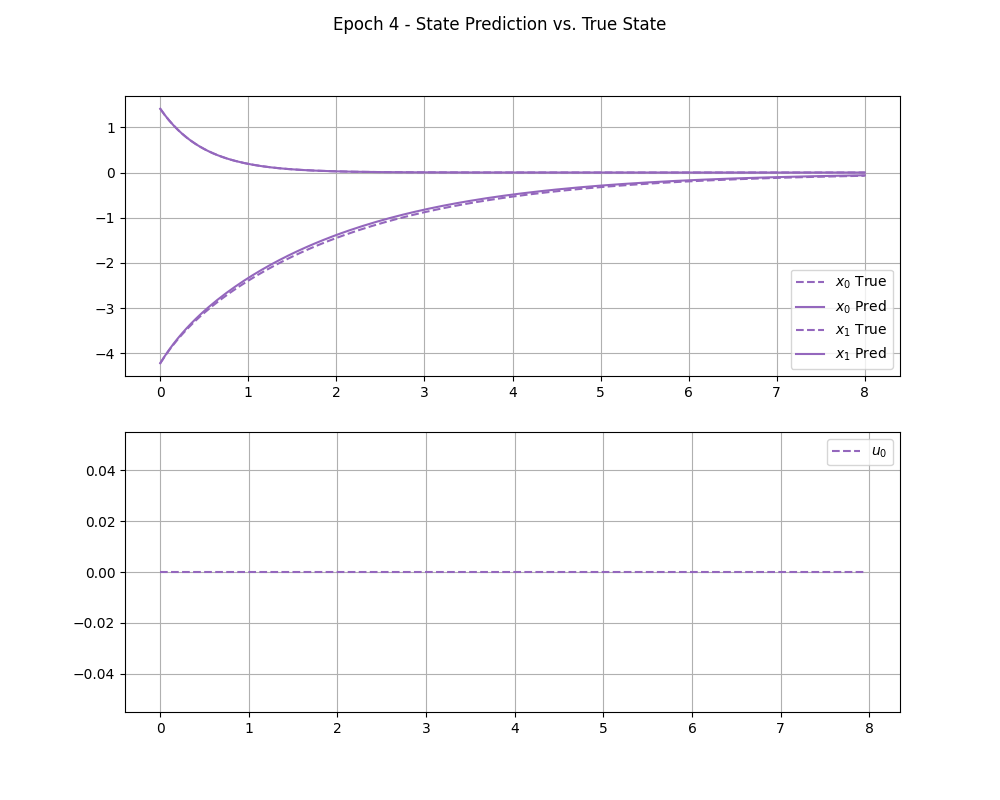 Epoch 4 - State Prediction vs. True State
1
0
−1
−2
−3
−4
x₀ True
x₀ Pred
x₁ True
x₁ Pred
0 1 2 3 4 5 6 7 8
0.04
0.02
0.00
−0.02
−0.04
u₀
0 1 2 3 4 5 6 7 8